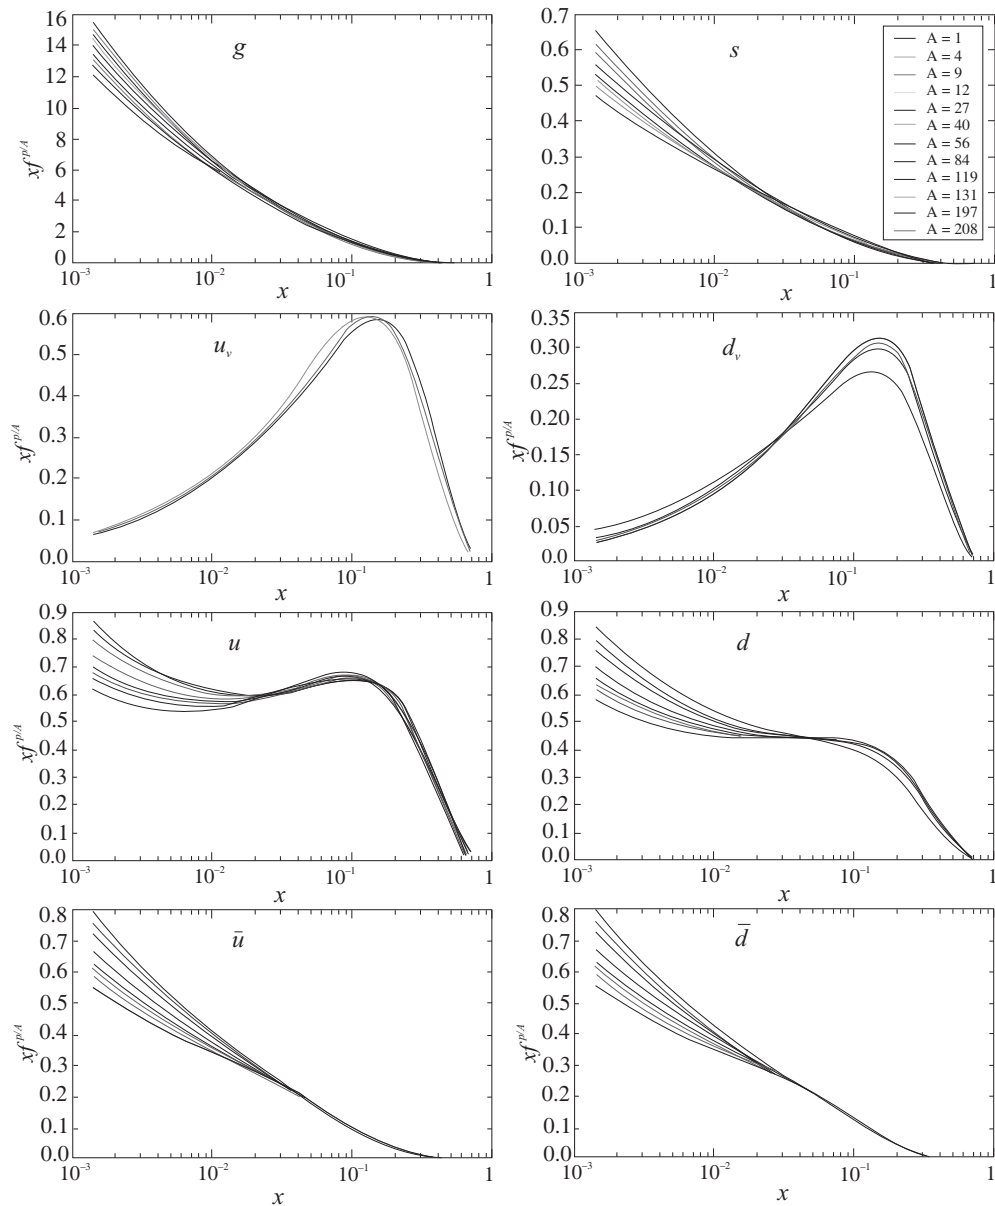 16
14
12
10
8
6
4
2
0
xf^{p/A}
g
10⁻³ 10⁻² 10⁻¹ 1
x
0.7
0.6
0.5
0.4
0.3
0.2
0.1
0.0
xf^{p/A}
s
A = 1
A = 4
A = 9
A = 12
A = 27
A = 40
A = 56
A = 84
A = 119
A = 131
A = 197
A = 208
10⁻³ 10⁻² 10⁻¹ 1
x
0.6
0.5
0.4
0.3
0.2
0.1
0.0
xf^{p/A}
u_v
10⁻³ 10⁻² 10⁻¹ 1
x
0.35
0.30
0.25
0.20
0.15
0.10
0.05
0.00
xf^{p/A}
d_v
10⁻³ 10⁻² 10⁻¹ 1
x
0.9
0.8
0.7
0.6
0.5
0.4
0.3
0.2
0.1
0.0
xf^{p/A}
u
10⁻³ 10⁻² 10⁻¹ 1
x
0.9
0.8
0.7
0.6
0.5
0.4
0.3
0.2
0.1
0.0
xf^{p/A}
d
10⁻³ 10⁻² 10⁻¹ 1
x
0.8
0.7
0.6
0.5
0.4
0.3
0.2
0.1
0.0
xf^{p/A}
ū
10⁻³ 10⁻² 10⁻¹ 1
x
0.8
0.7
0.6
0.5
0.4
0.3
0.2
0.1
0.0
xf^{p/A}
d̄
10⁻³ 10⁻² 10⁻¹ 1
x